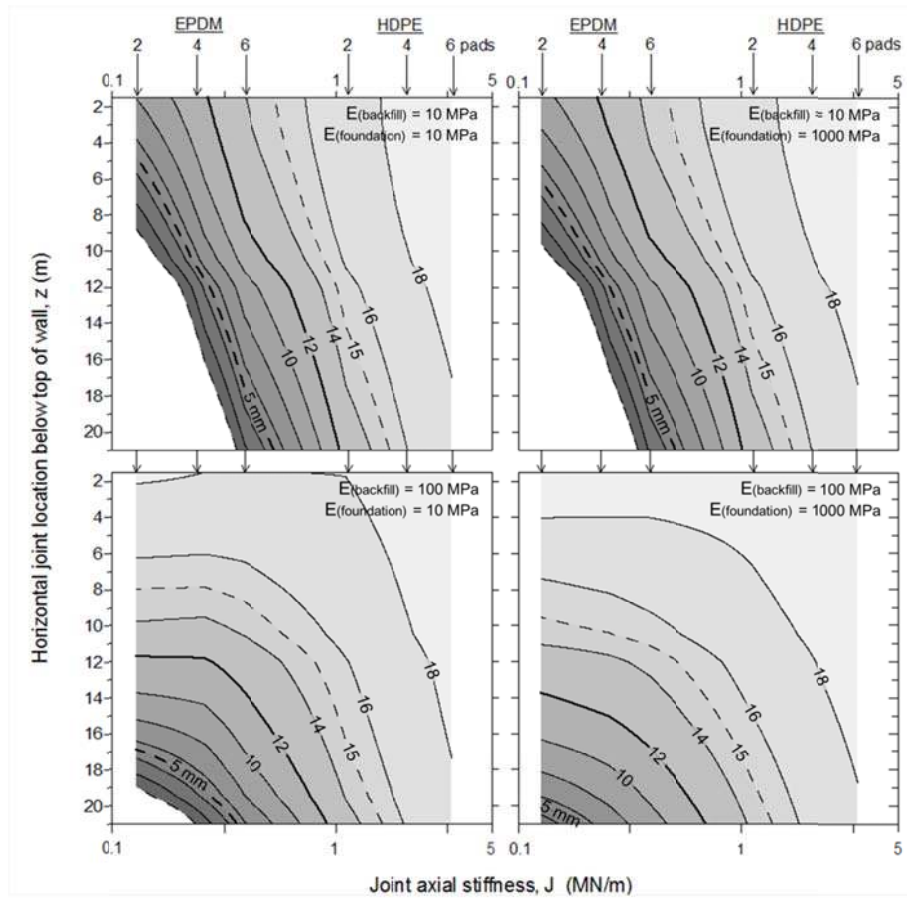 EPDM HDPE EPDM HDPE
2 4 6 2 4 6 pads 2 4 6 2 4 6 pads
0.1 1 5 0.1 1 5
E(backfill) = 10 MPa
E(foundation) = 10 MPa
2
4
6
8
10
12
14
16
18
20
18
16
15
14
12
10
5 mm
E(backfill) = 10 MPa
E(foundation) = 1000 MPa
18
16
15
14
12
10
5 mm
Horizontal joint location below top of wall, z (m)
E(backfill) = 100 MPa
E(foundation) = 10 MPa
2
4
6
8
10
12
14
16
18
20
18
16
15
14
12
10
5 mm
E(backfill) = 100 MPa
E(foundation) = 1000 MPa
18
16
15
14
12
10
5 mm
0.1 1 5 0.1 1 5
Joint axial stiffness, J (MN/m)